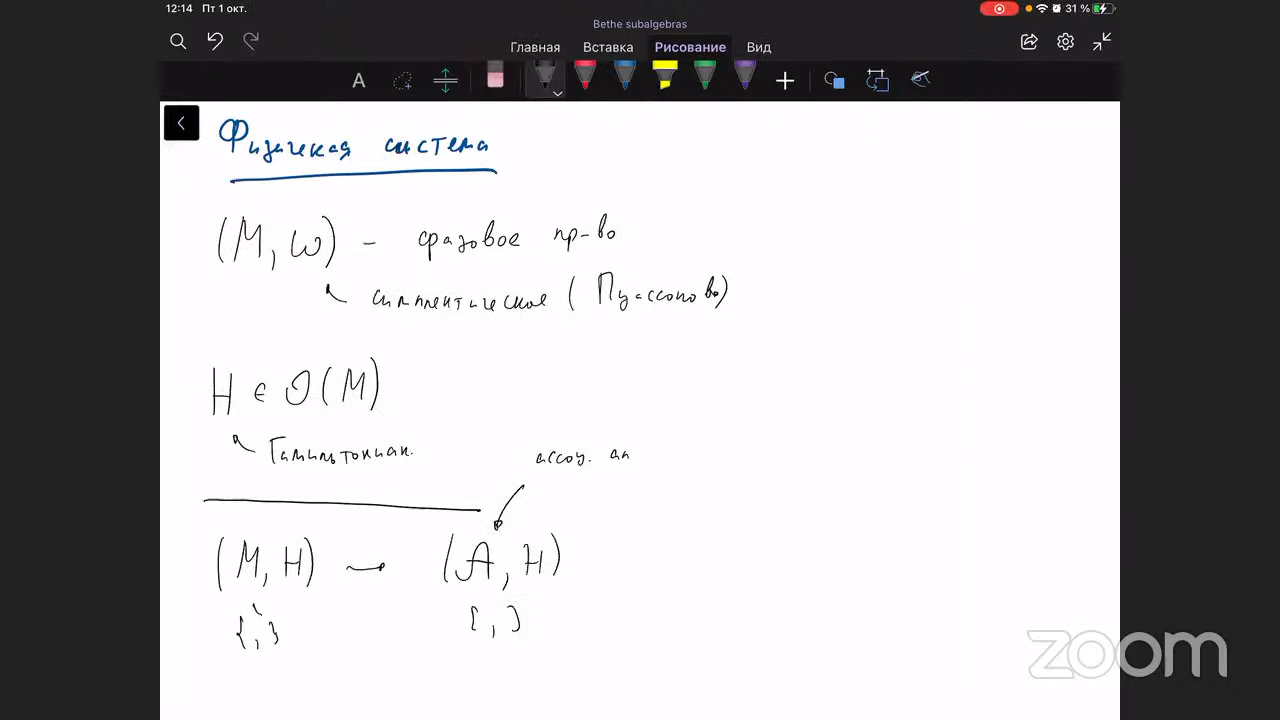 12:14 Пт 1 окт.
31 %
Bethe subalgebras
Главная Вставка Рисование Вид
A
Физическая система
(M, ω) – фазовое пр-во
симплектическое (Пуассоново)
H ∈ O(M)
Гамильтониан.
ассоц. ал
(M, H) → (A, H)
{,} [,]
zoom